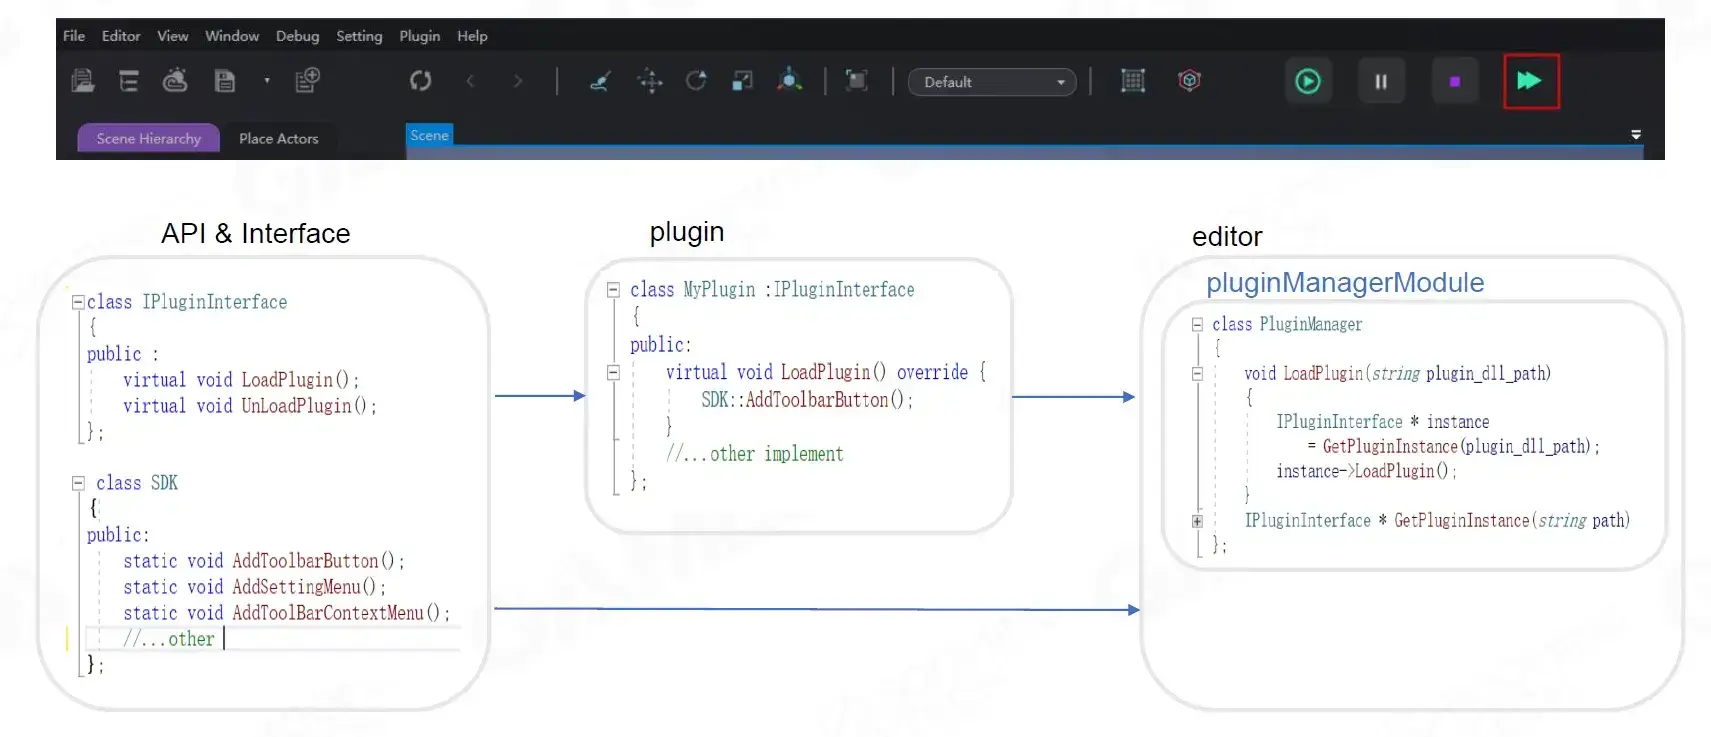 File Editor View Window Debug Setting Plugin Help
Default
Scene Hierarchy Place Actors Scene
API & Interface
class IPluginInterface
{
public :
virtual void LoadPlugin();
virtual void UnLoadPlugin();
};
class SDK
{
public:
static void AddToolbarButton();
static void AddSettingMenu();
static void AddToolBarContextMenu();
//...other
};
plugin
class MyPlugin :IPluginInterface
{
public:
virtual void LoadPlugin() override {
SDK::AddToolbarButton();
}
//...other implement
};
editor
pluginManagerModule
class PluginManager
{
void LoadPlugin(string plugin_dll_path)
{
IPluginInterface * instance
= GetPluginInstance(plugin_dll_path);
instance->LoadPlugin();
}
IPluginInterface * GetPluginInstance(string path)
};